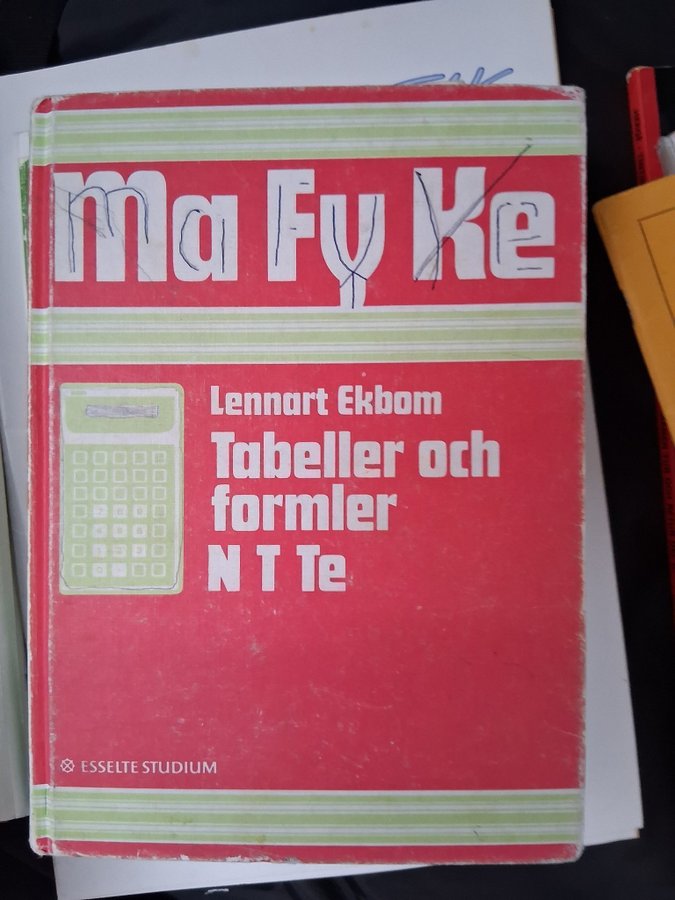 Ma Fy Ke
Lennart Ekbom
Tabeller och
formler
N T Te
ESSELTE STUDIUM